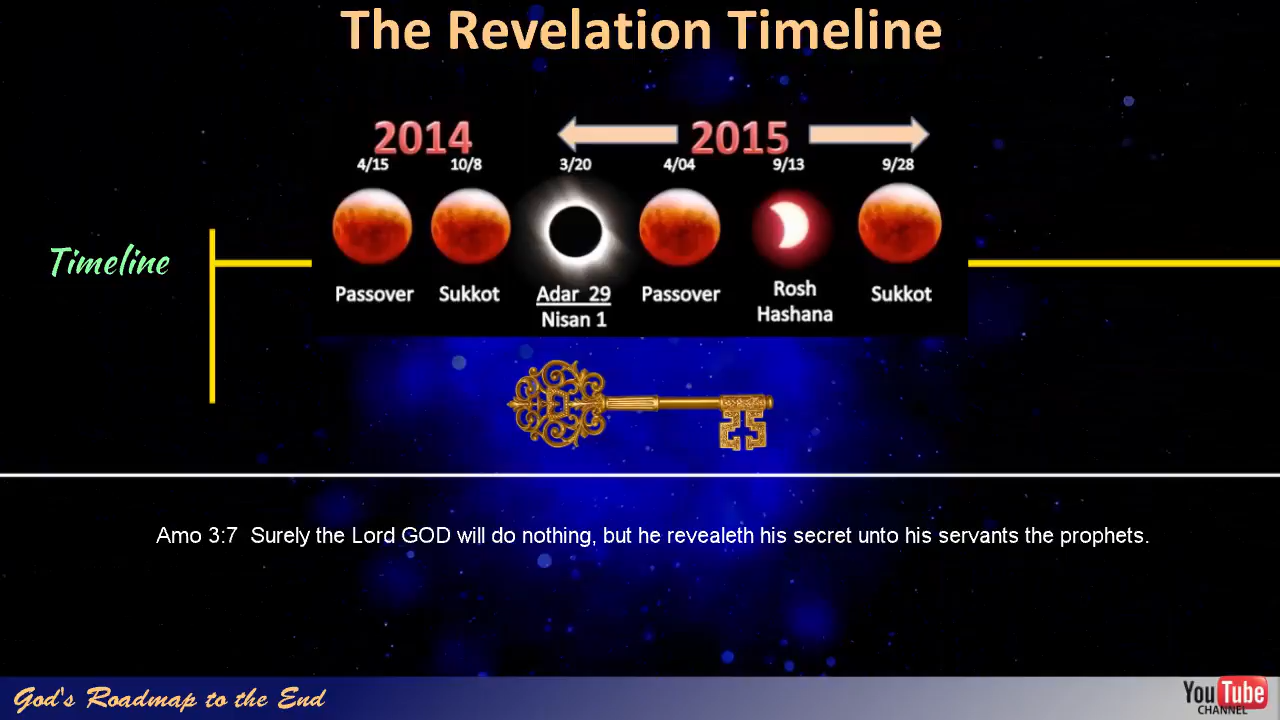 The Revelation Timeline
2014 2015
4/15 10/8 3/20 4/04 9/13 9/28
Timeline
Passover Sukkot Adar 29 Passover Rosh Sukkot
Nisan 1 Hashana
Amo 3:7 Surely the Lord GOD will do nothing, but he revealeth his secret unto his servants the prophets.
God's Roadmap to the End
YouTube
CHANNEL